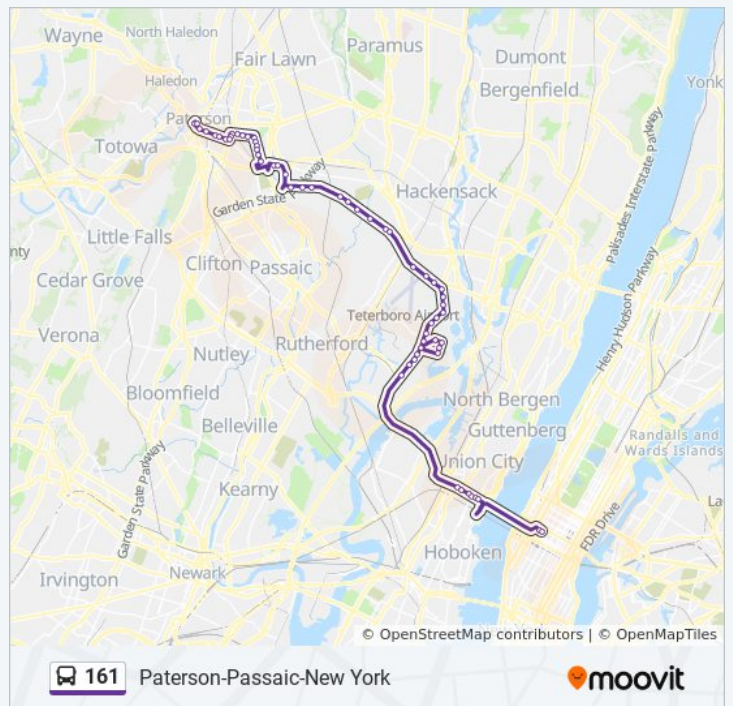 North Haledon
Wayne
Paramus
Fair Lawn
Dumont
Haledon
Yonk
Bergenfield
Paterson
Totowa
Palisades Interstate Parkway
Garden State Parkway
Hackensack
Little Falls
nty
Clifton
Passaic
Cedar Grove
Henry Hudson Parkway
Teterboro Airport
Verona
Rutherford
Nutley
Bloomfield
North Bergen
Belleville
Guttenberg
Randalls and
Wards Islands
Union City
Garden State Parkway
Kearny
La
FDR Drive
Hoboken
Newark
Irvington
© OpenStreetMap contributors | © OpenMapTiles
161 Paterson-Passaic-New York
moovit